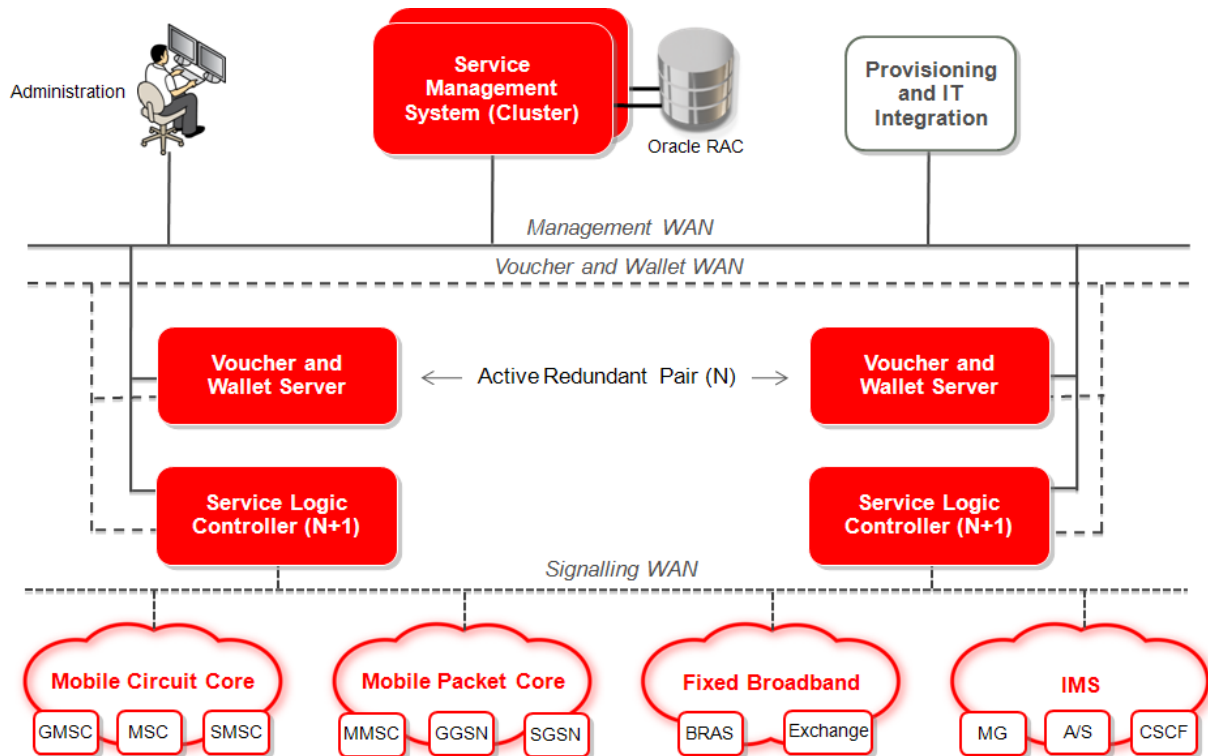 Administration
Service
Management
System (Cluster)
Oracle RAC
Provisioning
and IT
Integration
Management WAN
Voucher and Wallet WAN
Voucher and
Wallet Server
Active Redundant Pair (N)
Voucher and
Wallet Server
Service Logic
Controller (N+1)
Service Logic
Controller (N+1)
Signalling WAN
Mobile Circuit Core
GMSC
MSC
SMSC
Mobile Packet Core
MMSC
GGSN
SGSN
Fixed Broadband
BRAS
Exchange
IMS
MG
A/S
CSCF